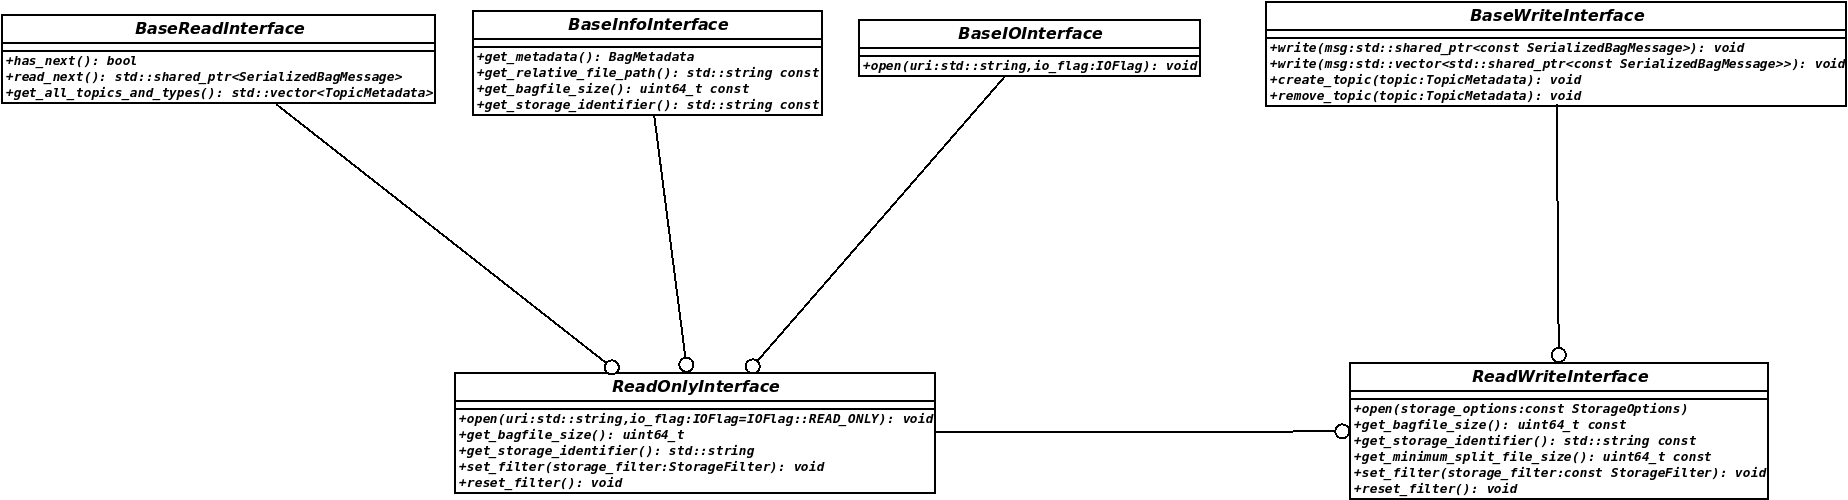 BaseReadInterface
+has_next(): bool
+read_next(): std::shared_ptr<SerializedBagMessage>
+get_all_topics_and_types(): std::vector<TopicMetadata>
BaseInfoInterface
+get_metadata(): BagMetadata
+get_relative_file_path(): std::string const
+get_bagfile_size(): uint64_t const
+get_storage_identifier(): std::string const
BaseIOInterface
+open(uri:std::string,io_flag:IOFlag): void
BaseWriteInterface
+write(msg:std::shared_ptr<const SerializedBagMessage>): void
+write(msg:std::vector<std::shared_ptr<const SerializedBagMessage>>): void
+create_topic(topic:TopicMetadata): void
+remove_topic(topic:TopicMetadata): void
ReadOnlyInterface
+open(uri:std::string,io_flag:IOFlag=IOFlag::READ_ONLY): void
+get_bagfile_size(): uint64_t
+get_storage_identifier(): std::string
+set_filter(storage_filter:StorageFilter): void
+reset_filter(): void
ReadWriteInterface
+open(storage_options:const StorageOptions)
+get_bagfile_size(): uint64_t const
+get_storage_identifier(): std::string const
+get_minimum_split_file_size(): uint64_t const
+set_filter(storage_filter:const StorageFilter): void
+reset_filter(): void